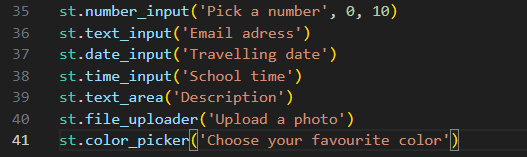 35 st.number_input('Pick a number', 0, 10)
36 st.text_input('Email adress')
37 st.date_input('Travelling date')
38 st.time_input('School time')
39 st.text_area('Description')
40 st.file_uploader('Upload a photo')
41 st.color_picker('Choose your favourite color')